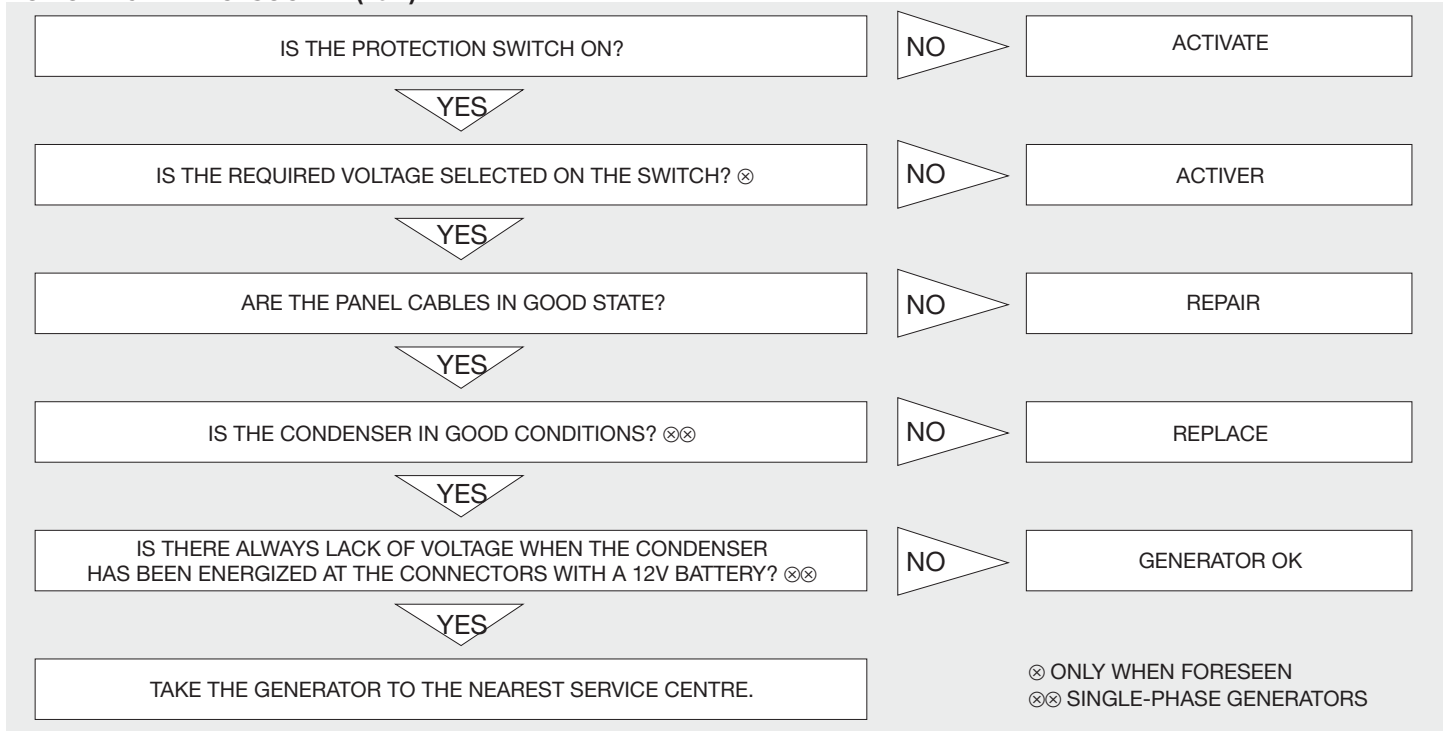 IS THE PROTECTION SWITCH ON?
NO
ACTIVATE
YES
IS THE REQUIRED VOLTAGE SELECTED ON THE SWITCH? ⊗
NO
ACTIVER
YES
ARE THE PANEL CABLES IN GOOD STATE?
NO
REPAIR
YES
IS THE CONDENSER IN GOOD CONDITIONS? ⊗⊗
NO
REPLACE
YES
IS THERE ALWAYS LACK OF VOLTAGE WHEN THE CONDENSER
HAS BEEN ENERGIZED AT THE CONNECTORS WITH A 12V BATTERY? ⊗⊗
NO
GENERATOR OK
YES
TAKE THE GENERATOR TO THE NEAREST SERVICE CENTRE.
⊗ ONLY WHEN FORESEEN
⊗⊗ SINGLE-PHASE GENERATORS